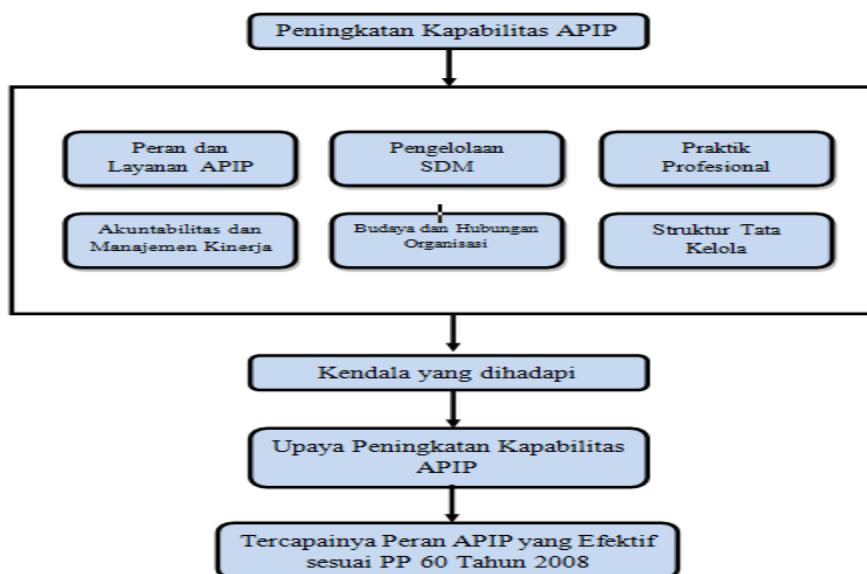 Peningkatan Kapabilitas APIP
Peran dan
Layanan APIP
Pengelolaan
SDM
Praktik
Profesional
Akuntabilitas dan
Manajemen Kinerja
Budaya dan Hubungan
Organisasi
Struktur Tata
Kelola
Kendala yang dihadapi
Upaya Peningkatan Kapabilitas
APIP
Tercapainya Peran APIP yang Efektif
sesuai PP 60 Tahun 2008